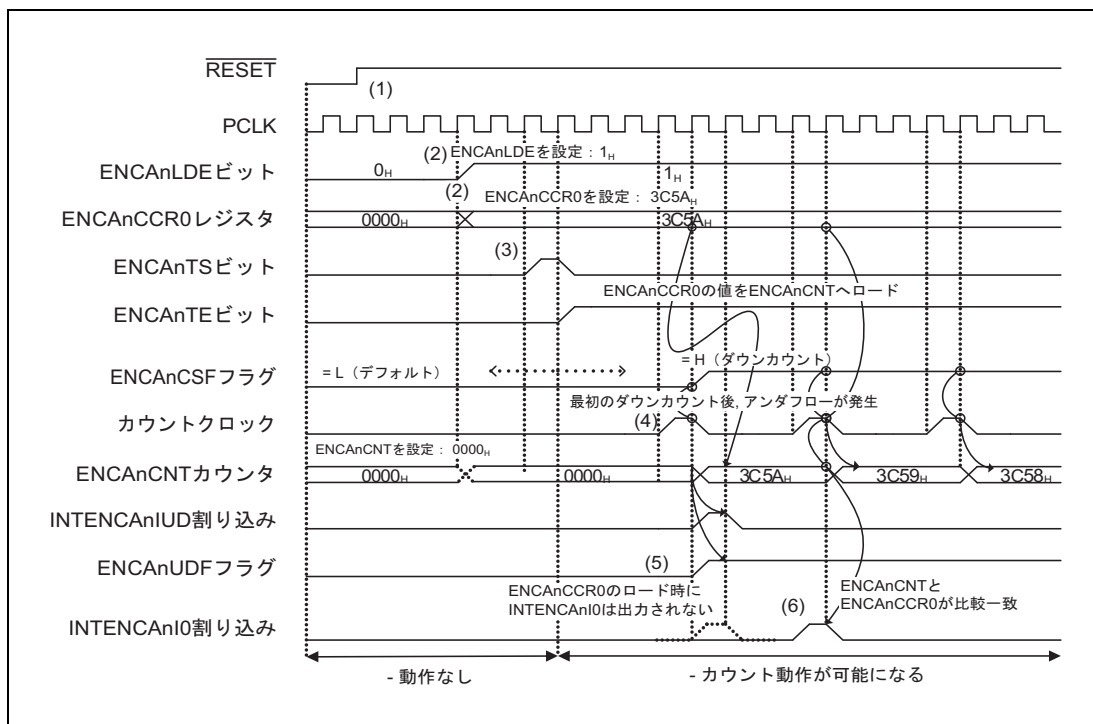 RESET
(1)
PCLK
ENCAnLDEビット
0H
(2) ENCAnLDEを設定：1H
1H
(2) ENCAnCCR0を設定： 3C5AH
ENCAnCCR0レジスタ
0000H
3C5AH
(3)
ENCAnTSビット
ENCAnCCR0の値をENCAnCNTへロード
ENCAnTEビット
= H（ダウンカウント）
ENCAnCSFフラグ
= L（デフォルト）
最初のダウンカウント後, アンダフローが発生
カウントクロック
(4)
ENCAnCNTを設定： 0000H
ENCAnCNTカウンタ
0000H
0000H
3C5AH
3C59H
3C58H
INTENCAnIUD割り込み
ENCAnUDFフラグ
(5)
ENCAnCCR0のロード時に
INTENCAnI0は出力されない
(6)
ENCAnCNTと
ENCAnCCR0が比較一致
INTENCAnI0割り込み
- 動作なし
- カウント動作が可能になる